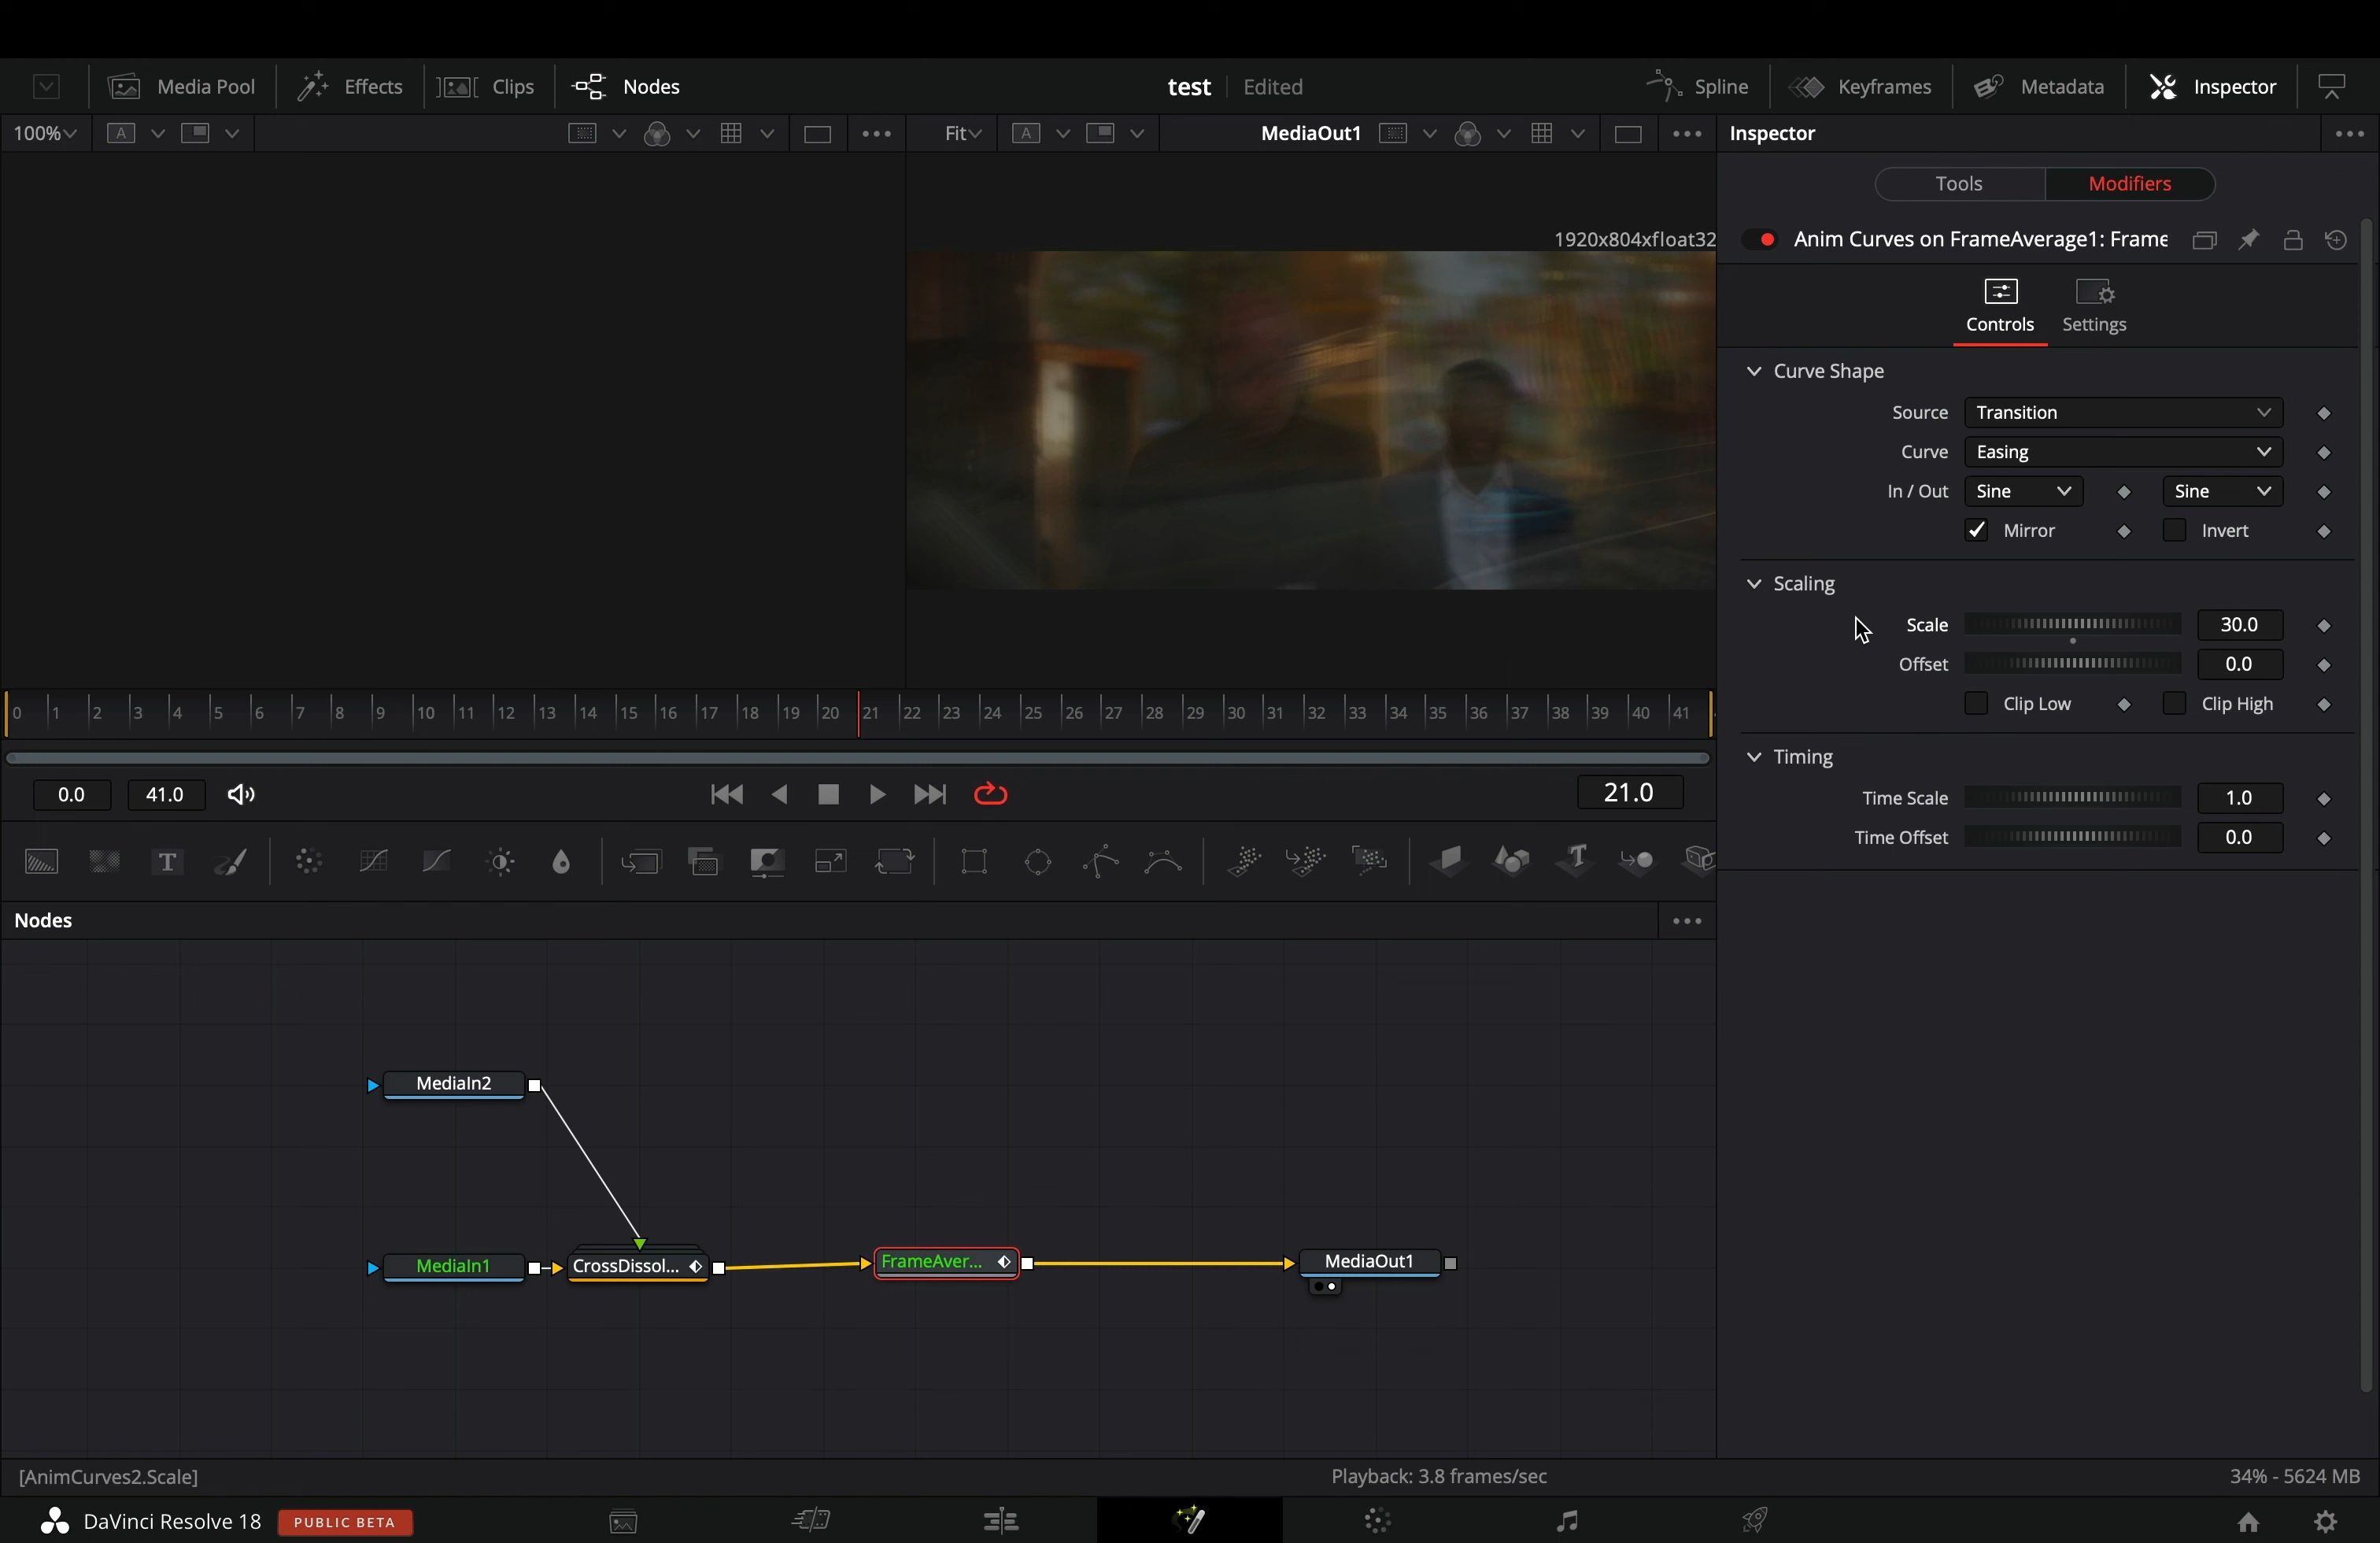 Media Pool Effects Clips Nodes test Edited Spline Keyframes Metadata Inspector
100% A Fit A MediaOut1 Inspector
Tools Modifiers
1920x804xfloat32 Anim Curves on FrameAverage1: Frame
Controls Settings
Curve Shape
Source Transition
Curve Easing
In / Out Sine Sine
Mirror Invert
Scaling
Scale 30.0
Offset 0.0
Clip Low Clip High
0 1 2 3 4 5 6 7 8 9 10 11 12 13 14 15 16 17 18 19 20 21 22 23 24 25 26 27 28 29 30 31 32 33 34 35 36 37 38 39 40 41
Timing
0.0 41.0 21.0
Time Scale 1.0
Time Offset 0.0
T T
Nodes
MediaIn2
MediaIn1 CrossDissol... FrameAver... MediaOut1
[AnimCurves2.Scale] Playback: 3.8 frames/sec 34% - 5624 MB
DaVinci Resolve 18 PUBLIC BETA